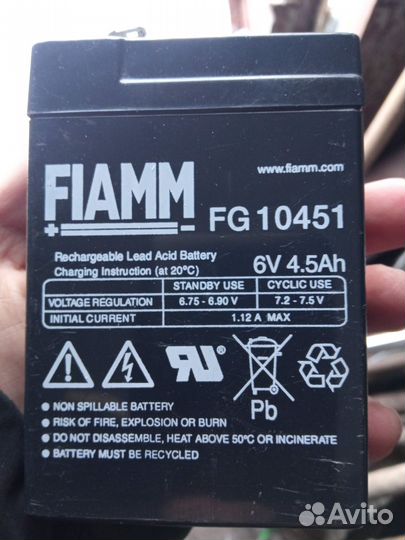 www.fiamm.com
FIAMM
FG 10451
Rechargeable Lead Acid Battery
6V 4.5Ah
Charging Instruction (at 20°C)
STANDBY USE CYCLIC USE
VOLTAGE REGULATION 6.75 - 6.90 V 7.2 - 7.5 V
INITIAL CURRENT 1.12 A MAX
RU
Pb
NON SPILLABLE BATTERY
RISK OF FIRE, EXPLOSION OR BURN
DO NOT DISASSEMBLE, HEAT ABOVE 50°C OR INCINERATE
BATTERY MUST BE RECYCLED
Avito